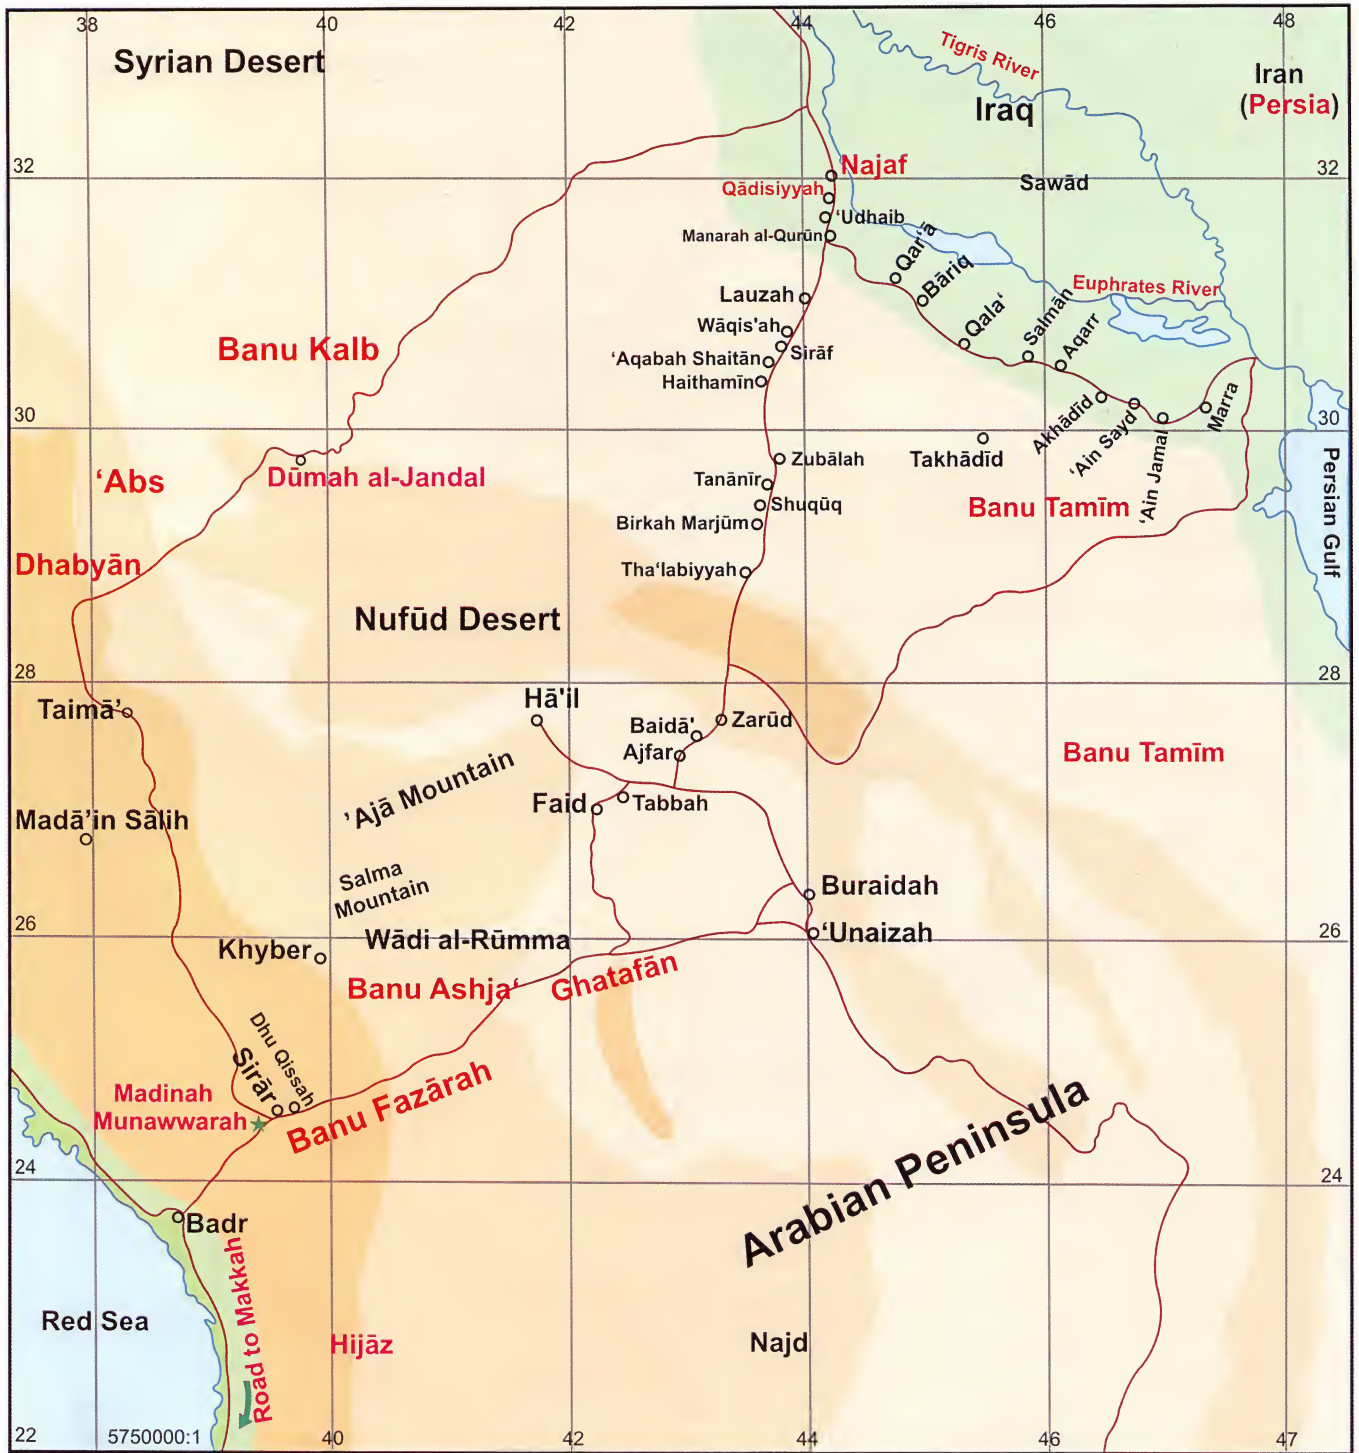 38
40
42
44
46
48
Syrian Desert
Tigris River
Iran
(Persia)
Iraq
32
Najaf
Sawād
32
Qādisiyyah
‘Udhaib
Manarah al-Qurūn
Qar‘ā
Bāriq
Euphrates River
Lauzah
Qala‘
Salmān
Aqarr
Wāqis'ah
Sirāf
Banu Kalb
‘Aqabah Shaitān
Haithamīn
30
Akhādīd
‘Ain Sayd
‘Ain Jamal
Marra
30
Persian Gulf
Zubālah
Takhādīd
‘Abs
Dūmah al-Jandal
Tanānīr
Shuqūq
Banu Tamīm
Birkah Marjūm
Dhabyān
Tha‘labiyyah
Nufūd Desert
28
28
Hā'il
Taimā’
Baidā'
Zarūd
Ajfar
Banu Tamīm
’Ajā Mountain
Faid
Tabbah
Madā’in Sālih
Salma
Mountain
Buraidah
26
Khyber
Wādi al-Rūmma
‘Unaizah
26
Banu Ashja‘
Ghatafān
Dhu Qissah
Sirār
Madinah
Munawwarah
Banu Fazārah
Arabian Peninsula
24
24
Badr
Road to Makkah
Red Sea
Hijāz
Najd
22
5750000:1
40
42
44
46
47